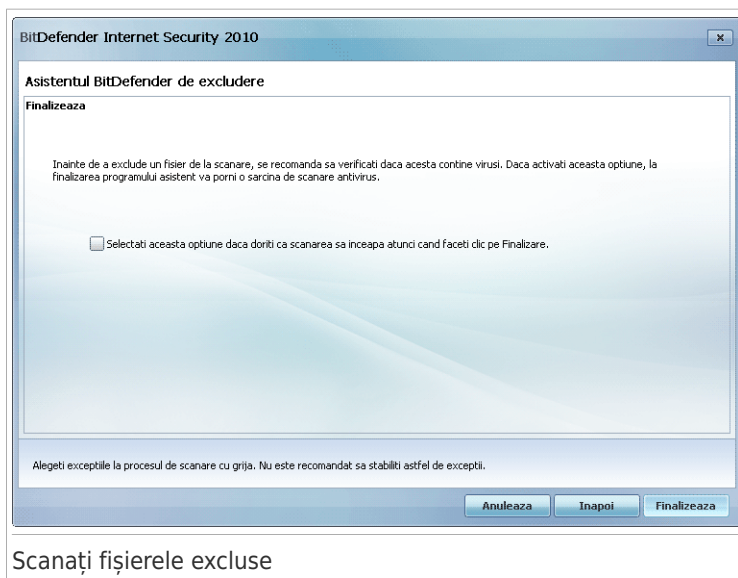 BitDefender Internet Security 2010
Asistentul BitDefender de excludere
Finalizeaza
Inainte de a exclude un fisier de la scanare, se recomanda sa verificati daca acesta contine virusi. Daca activati aceasta optiune, la
finalizarea programului asistent va porni o sarcina de scanare antivirus.
Selectati aceasta optiune daca doriti ca scanarea sa inceapa atunci cand faceti clic pe Finalizare.
Alegeti exceptiile la procesul de scanare cu grija. Nu este recomandat sa stabiliti astfel de exceptii.
Anuleaza Inapoi Finalizeaza
Scanați fișierele excluse